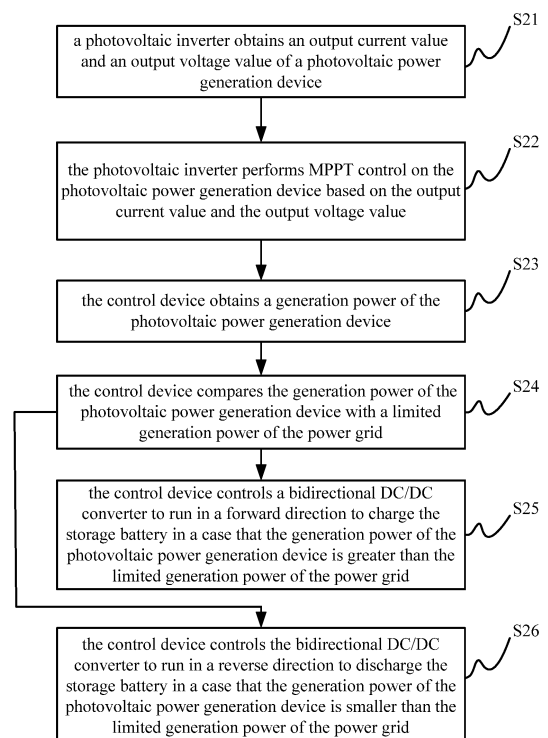 S21
a photovoltaic inverter obtains an output current value
and an output voltage value of a photovoltaic power
generation device
S22
the photovoltaic inverter performs MPPT control on the
photovoltaic power generation device based on the output
current value and the output voltage value
S23
the control device obtains a generation power of the
photovoltaic power generation device
S24
the control device compares the generation power of the
photovoltaic power generation device with a limited
generation power of the power grid
S25
the control device controls a bidirectional DC/DC
converter to run in a forward direction to charge the
storage battery in a case that the generation power of the
photovoltaic power generation device is greater than the
limited generation power of the power grid
S26
the control device controls the bidirectional DC/DC
converter to run in a reverse direction to discharge the
storage battery in a case that the generation power of the
photovoltaic power generation device is smaller than the
limited generation power of the power grid